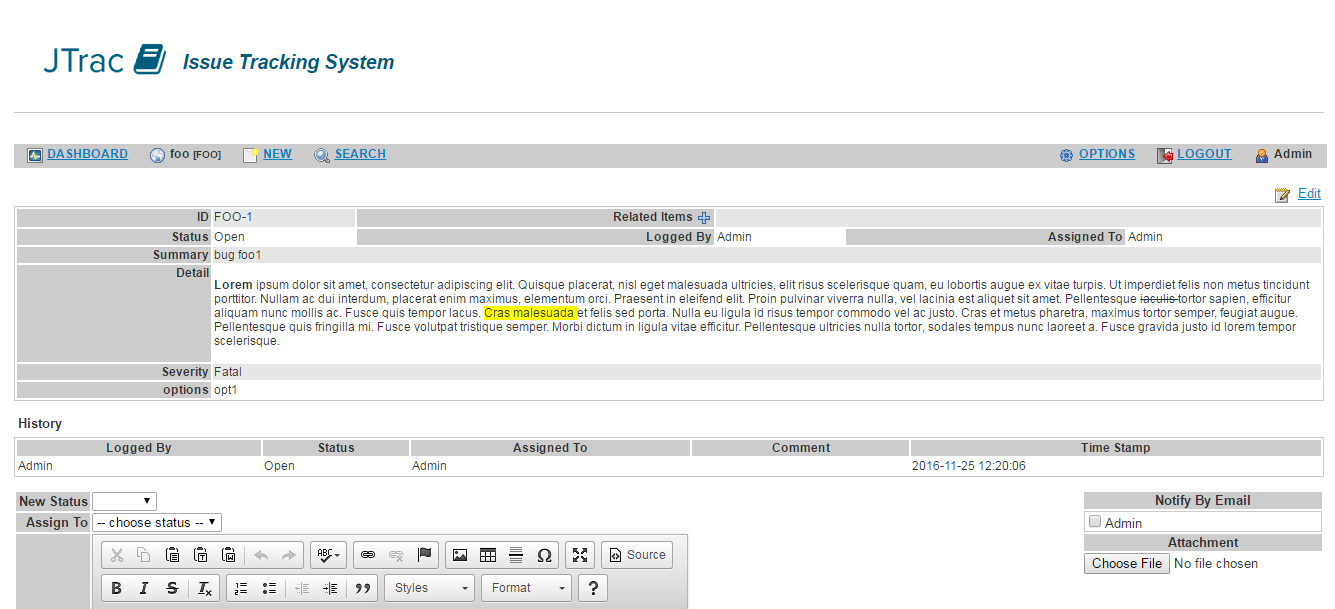 JTrac Issue Tracking System
DASHBOARD foo [FOO] NEW SEARCH OPTIONS LOGOUT Admin
Edit
ID FOO-1 Related Items
Status Open Logged By Admin Assigned To Admin
Summary bug foo1
Detail
Lorem ipsum dolor sit amet, consectetur adipiscing elit. Quisque placerat, nisl eget malesuada ultricies, elit risus scelerisque quam, eu lobortis augue ex vitae turpis. Ut imperdiet felis non metus tincidunt
porttitor. Nullam ac dui interdum, placerat enim maximus, elementum orci. Praesent in eleifend elit. Proin pulvinar viverra nulla, vel lacinia est aliquet sit amet. Pellentesque iaculis tortor sapien, efficitur
aliquam nunc mollis ac. Fusce quis tempor lacus. Cras malesuada et felis sed porta. Nulla eu ligula id risus tempor commodo vel ac justo. Cras et metus pharetra, maximus tortor semper, feugiat augue.
Pellentesque quis fringilla mi. Fusce volutpat tristique semper. Morbi dictum in ligula vitae efficitur. Pellentesque ultricies nulla tortor, sodales tempus nunc laoreet a. Fusce gravida justo id lorem tempor
scelerisque.
Severity Fatal
options opt1
History
Logged By Status Assigned To Comment Time Stamp
Admin Open Admin 2016-11-25 12:20:06
New Status
Assign To -- choose status --
Notify By Email
Admin
Attachment
Choose File No file chosen
ABC Ω Source
B I S Tx Styles Format ?